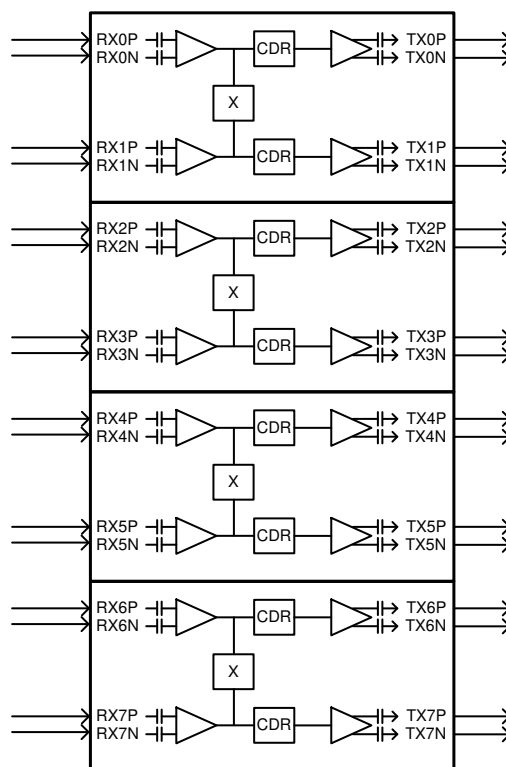 RX0P CDR TX0P
RX0N TX0N
X
RX1P CDR TX1P
RX1N TX1N
RX2P CDR TX2P
RX2N TX2N
X
RX3P CDR TX3P
RX3N TX3N
RX4P CDR TX4P
RX4N TX4N
X
RX5P CDR TX5P
RX5N TX5N
RX6P CDR TX6P
RX6N TX6N
X
RX7P CDR TX7P
RX7N TX7N